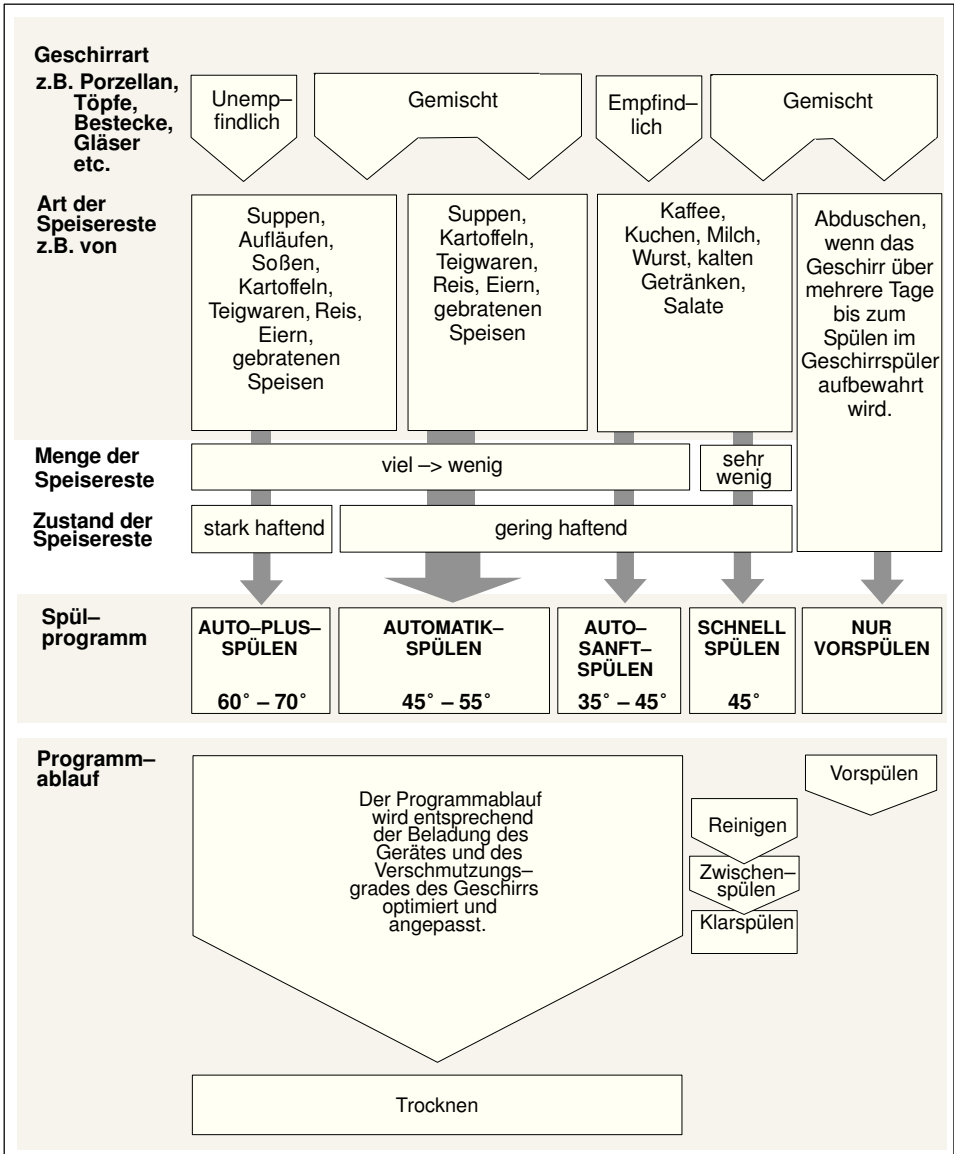 Geschirrart
z.B. Porzellan,
Töpfe,
Bestecke,
Gläser
etc.
Unemp–
findlich
Gemischt
Empfind–
lich
Gemischt
Art der
Speisereste
z.B. von
Suppen,
Aufläufen,
Soßen,
Kartoffeln,
Teigwaren, Reis,
Eiern,
gebratenen
Speisen
Suppen,
Kartoffeln,
Teigwaren,
Reis, Eiern,
gebratenen
Speisen
Kaffee,
Kuchen, Milch,
Wurst, kalten
Getränken,
Salate
Abduschen,
wenn das
Geschirr über
mehrere Tage
bis zum
Spülen im
Geschirrspüler
aufbewahrt
wird.
Menge der
Speisereste
viel –> wenig
sehr
wenig
Zustand der
Speisereste
stark haftend
gering haftend
Spül–
programm
AUTO–PLUS–
SPÜLEN
60° – 70°
AUTOMATIK–
SPÜLEN
45° – 55°
AUTO–
SANFT–
SPÜLEN
35° – 45°
SCHNELL
SPÜLEN
45°
NUR
VORSPÜLEN
Programm–
ablauf
Der Programmablauf
wird entsprechend
der Beladung des
Gerätes und des
Verschmutzungs–
grades des Geschirrs
optimiert und
angepasst.
Reinigen
Zwischen–
spülen
Klarspülen
Vorspülen
Trocknen